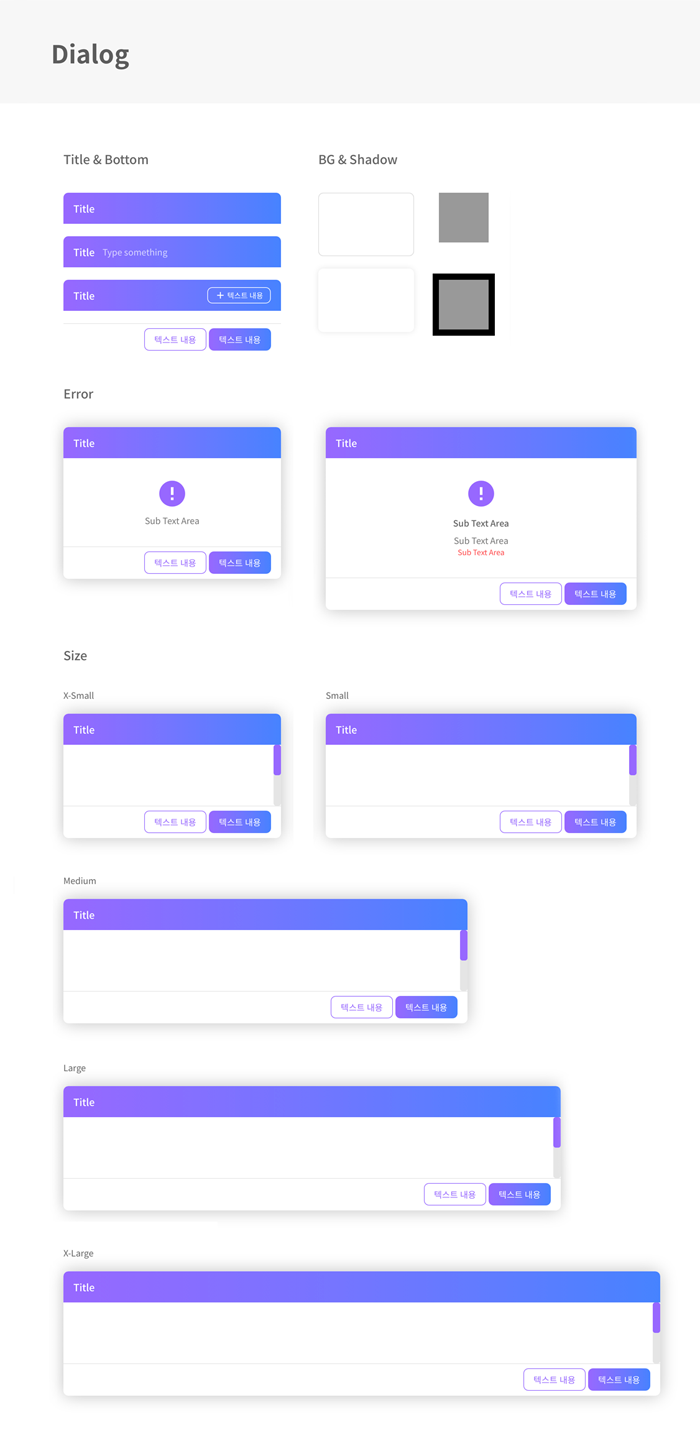 Dialog
Title & Bottom
BG & Shadow
Title
Title Type something
Title + 텍스트 내용
텍스트 내용 텍스트 내용
Error
Title
Sub Text Area
텍스트 내용 텍스트 내용
Title
Sub Text Area
Sub Text Area
Sub Text Area
텍스트 내용 텍스트 내용
Size
X-Small
Title
텍스트 내용 텍스트 내용
Small
Title
텍스트 내용 텍스트 내용
Medium
Title
텍스트 내용 텍스트 내용
Large
Title
텍스트 내용 텍스트 내용
X-Large
Title
텍스트 내용 텍스트 내용